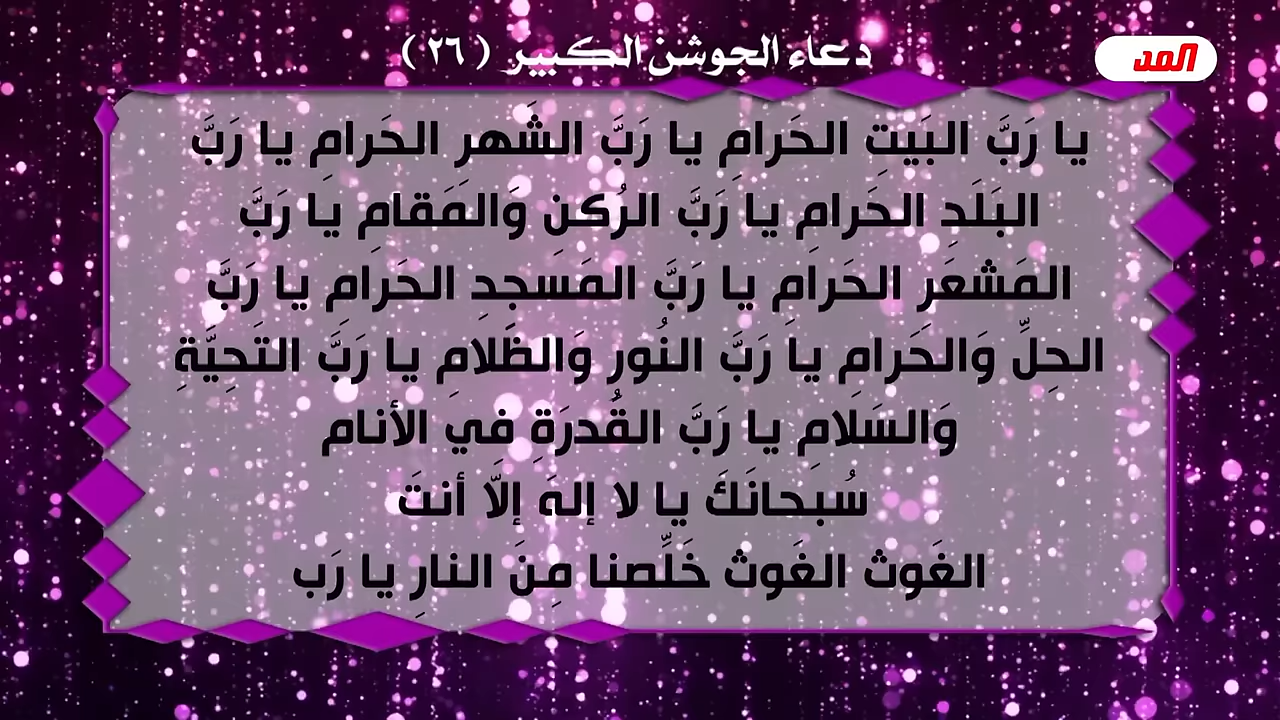 دعاء الجوشن الكبير (٢٦)
المد
يا رَبَّ البَيتِ الحَرامِ يا رَبَّ الشَهرِ الحَرامِ يا رَبَّ
البَلَدِ الحَرامِ يا رَبَّ الرُكنِ وَالمَقامِ يا رَبَّ
المَشعَرِ الحَرامِ يا رَبَّ المَسجِدِ الحَرامِ يا رَبَّ
الحِلِّ وَالحَرامِ يا رَبَّ النُورِ وَالظَلامِ يا رَبَّ التَحِيَّةِ
وَالسَلامِ يا رَبَّ القُدرَةِ فِي الأنام
سُبحانَكَ يا لا إلهَ إلّا أنتَ
الغَوث الغَوث خَلِّصنا مِنَ النارِ يا رَب